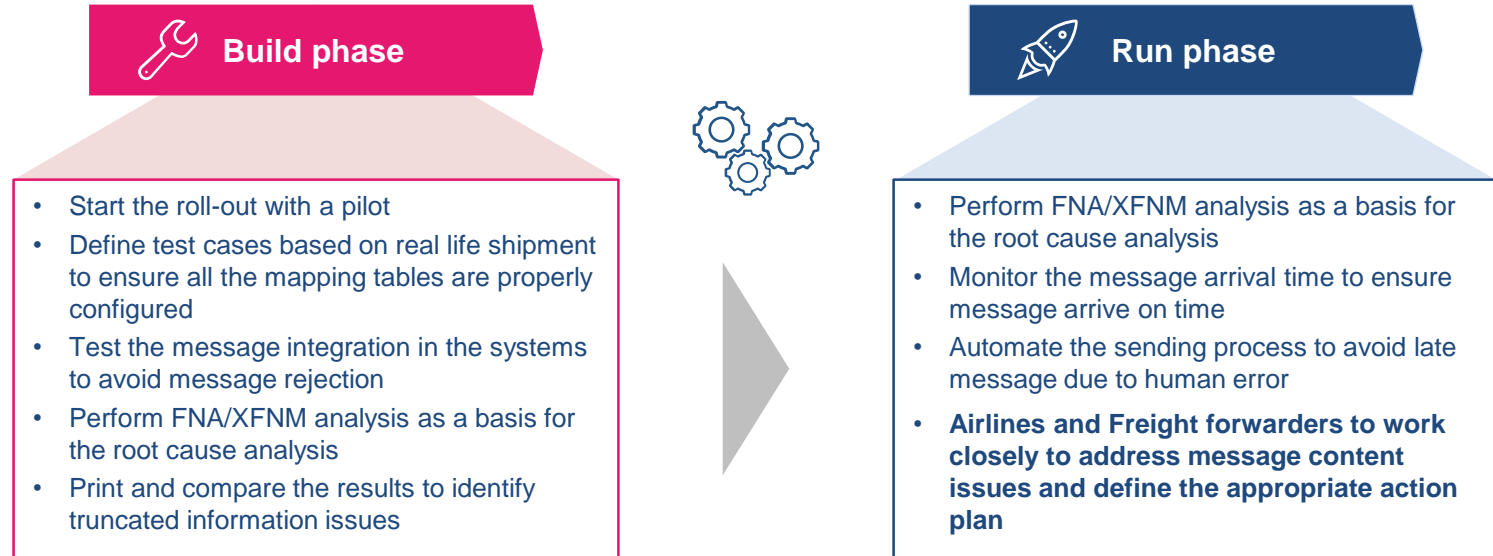 Build phase
• Start the roll-out with a pilot
• Define test cases based on real life shipment
to ensure all the mapping tables are properly
configured
• Test the message integration in the systems
to avoid message rejection
• Perform FNA/XFNM analysis as a basis for
the root cause analysis
• Print and compare the results to identify
truncated information issues
Run phase
• Perform FNA/XFNM analysis as a basis for
the root cause analysis
• Monitor the message arrival time to ensure
message arrive on time
• Automate the sending process to avoid late
message due to human error
• Airlines and Freight forwarders to work
closely to address message content
issues and define the appropriate action
plan